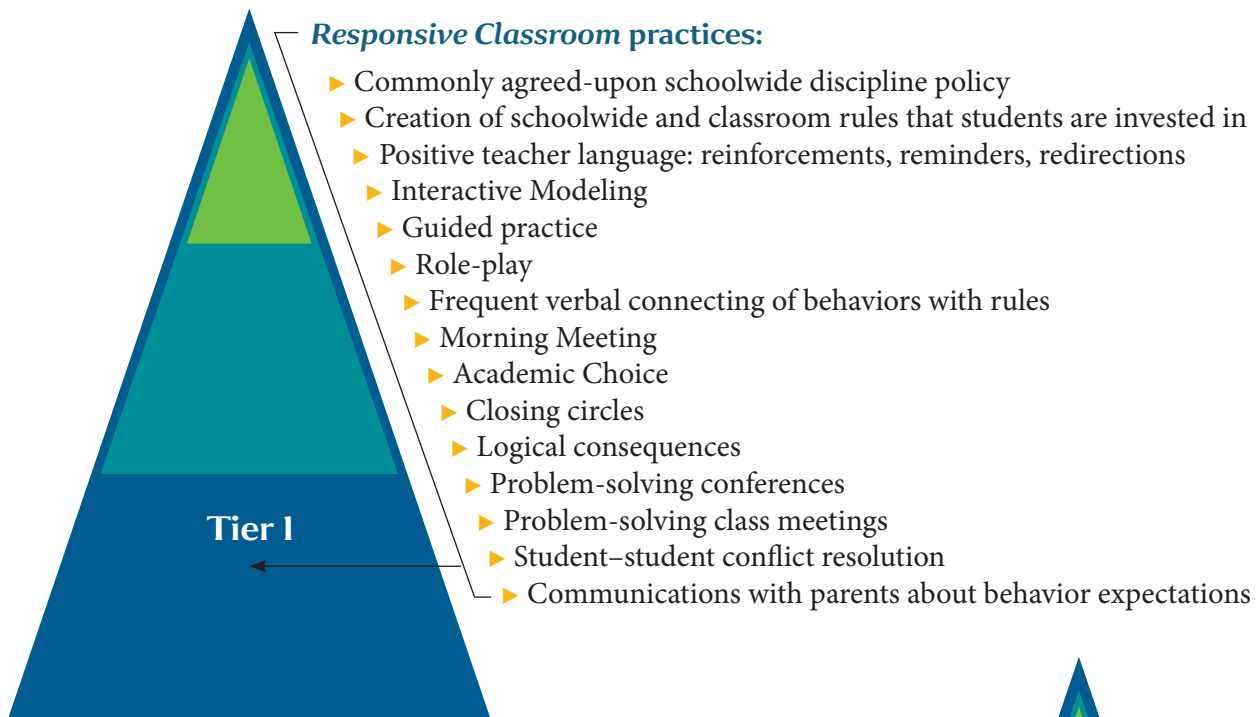 Responsive Classroom practices:
▶ Commonly agreed-upon schoolwide discipline policy
▶ Creation of schoolwide and classroom rules that students are invested in
▶ Positive teacher language: reinforcements, reminders, redirections
▶ Interactive Modeling
▶ Guided practice
▶ Role-play
▶ Frequent verbal connecting of behaviors with rules
▶ Morning Meeting
▶ Academic Choice
▶ Closing circles
▶ Logical consequences
▶ Problem-solving conferences
▶ Problem-solving class meetings
▶ Student–student conflict resolution
▶ Communications with parents about behavior expectations
Tier 1